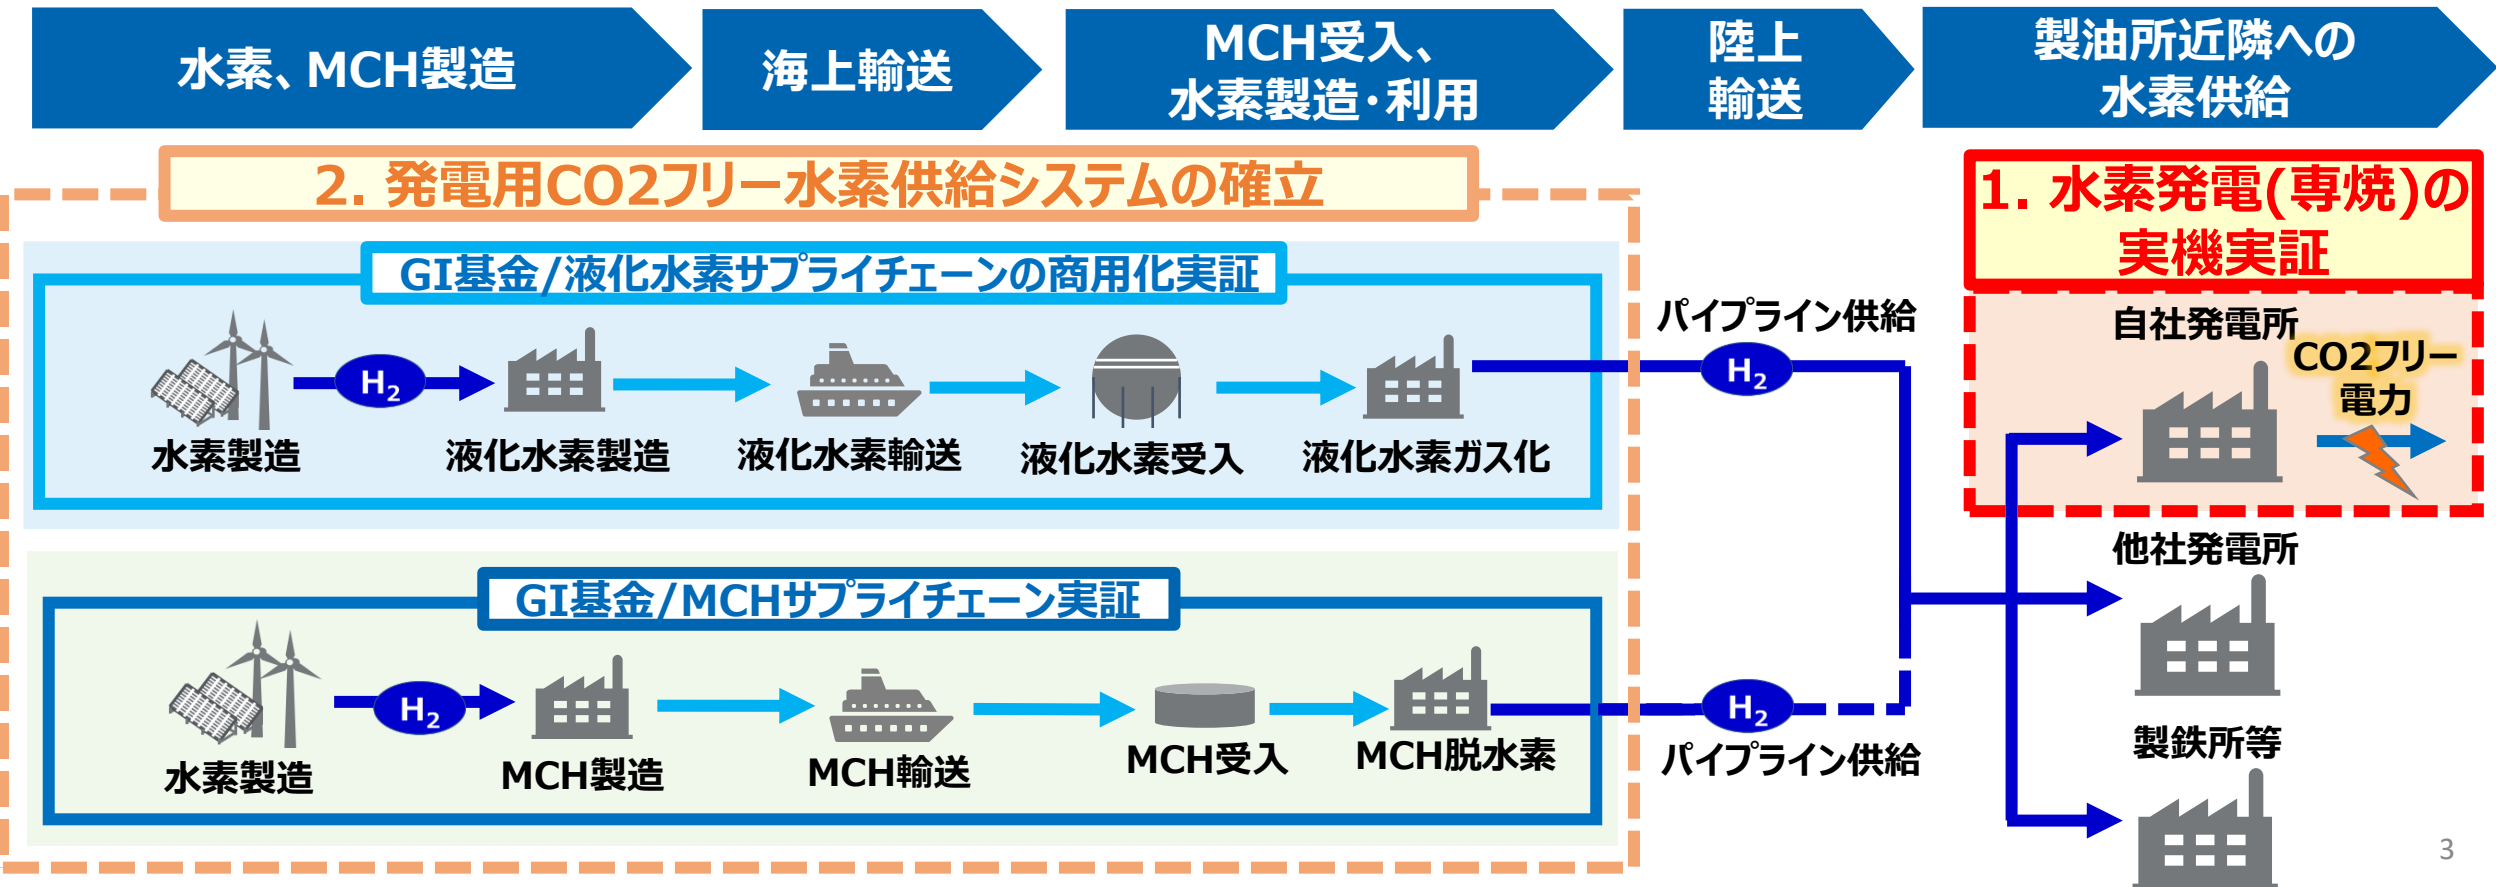 水素、MCH製造
海上輸送
MCH受入、
水素製造・利用
陸上
輸送
製油所近隣への
水素供給
2. 発電用CO2フリー水素供給システムの確立
1. 水素発電(専焼)の
実機実証
GI基金/液化水素サプライチェーンの商用化実証
パイプライン供給
自社発電所
CO2フリー
電力
H2
H2
水素製造
液化水素製造
液化水素輸送
液化水素受入
液化水素ガス化
他社発電所
GI基金/MCHサプライチェーン実証
H2
H2
水素製造
MCH製造
MCH輸送
MCH受入
MCH脱水素
パイプライン供給
製鉄所等
3